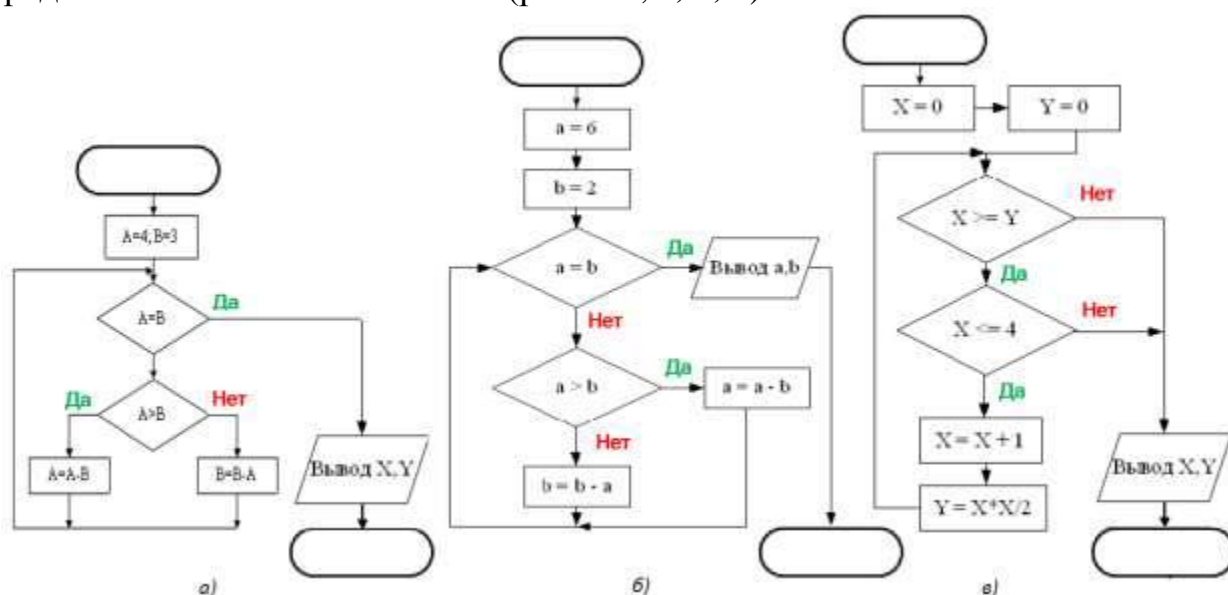 A=4;B=3
A=B
Да
A>B
Да
Нет
A=A-B
B=B-A
Вывод X,Y
а)
a = 6
b = 2
a = b
Да
Вывод a,b
Нет
a > b
Да
a = a - b
Нет
b = b - a
б)
X = 0
Y = 0
X >= Y
Нет
Да
X <= 4
Нет
Да
X = X + 1
Y = X*X/2
Вывод X,Y
в)